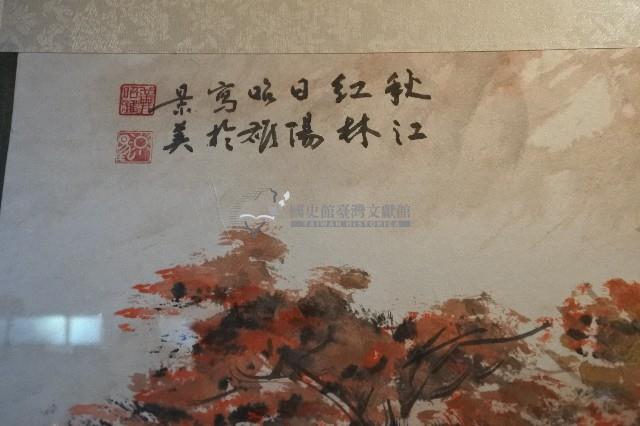 秋江
紅林
日陽
昭雄
寫於
景美
國史館臺灣文獻館
TAIWAN HISTORICA